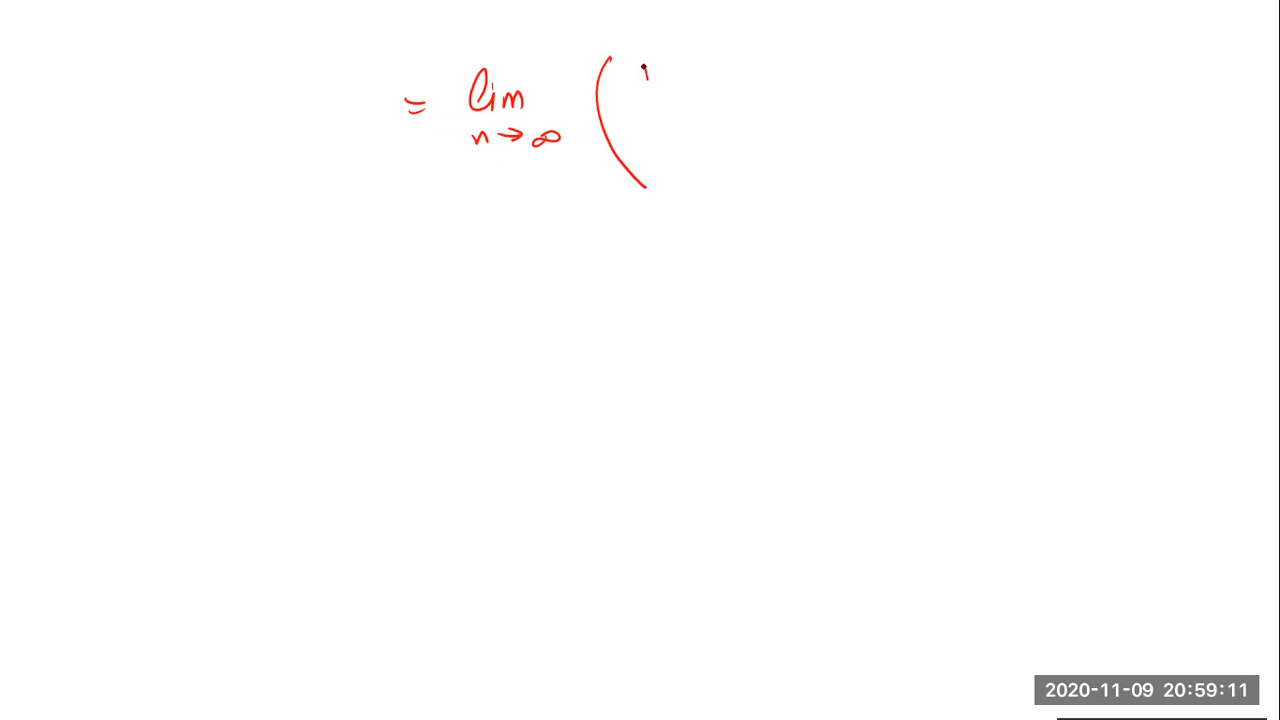 = lim (
n → ∞
2020-11-09 20:59:11